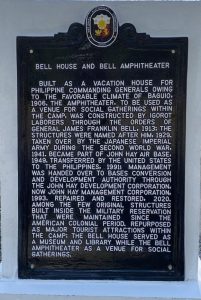 BELL HOUSE AND BELL AMPHITHEATER
BUILT AS A VACATION HOUSE FOR
PHILIPPINE COMMANDING GENERALS OWING
TO THE FAVORABLE CLIMATE OF BAGUIO,
1906. THE AMPHITHEATER, TO BE USED AS
A VENUE FOR SOCIAL GATHERINGS WITHIN
THE CAMP, WAS CONSTRUCTED BY IGOROT
LABORERS THROUGH THE ORDERS OF
GENERAL JAMES FRANKLIN BELL, 1913; THE
STRUCTURES WERE NAMED AFTER HIM, 1925.
TAKEN OVER BY THE JAPANESE IMPERIAL
ARMY DURING THE SECOND WORLD WAR,
1941. BECAME PART OF JOHN HAY AIR BASE,
1949. TRANSFERRED BY THE UNITED STATES
TO THE PHILIPPINES, 1991; MANAGEMENT
WAS HANDED OVER TO BASES CONVERSION
AND DEVELOPMENT AUTHORITY THROUGH
THE JOHN HAY DEVELOPMENT CORPORATION,
NOW JOHN HAY MANAGEMENT CORPORATION,
1993. REPAIRED AND RESTORED, 2020.
AMONG THE FEW ORIGINAL STRUCTURES
BUILT INSIDE THE MILITARY RESERVATION
THAT WERE MAINTAINED SINCE THE
AMERICAN COLONIAL PERIOD. REPURPOSED
AS MAJOR TOURIST ATTRACTIONS WITHIN
THE CAMP; THE BELL HOUSE SERVED AS
A MUSEUM AND LIBRARY WHILE THE BELL
AMPHITHEATER AS A VENUE FOR SOCIAL
GATHERINGS.